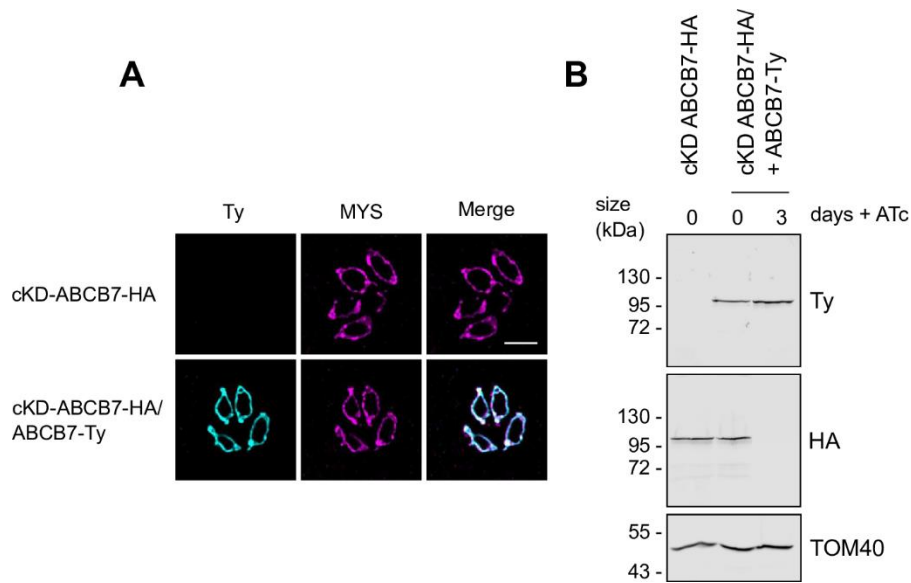 A
Ty MYS Merge
cKD-ABCB7-HA
cKD-ABCB7-HA/
ABCB7-Ty
B
cKD ABCB7-HA
cKD ABCB7-HA/
+ ABCB7-Ty
size
(kDa)
0 0 3 days + ATc
130 -
95 -
72 -
Ty
130 -
95 -
72 -
HA
55 -
43 -
TOM40